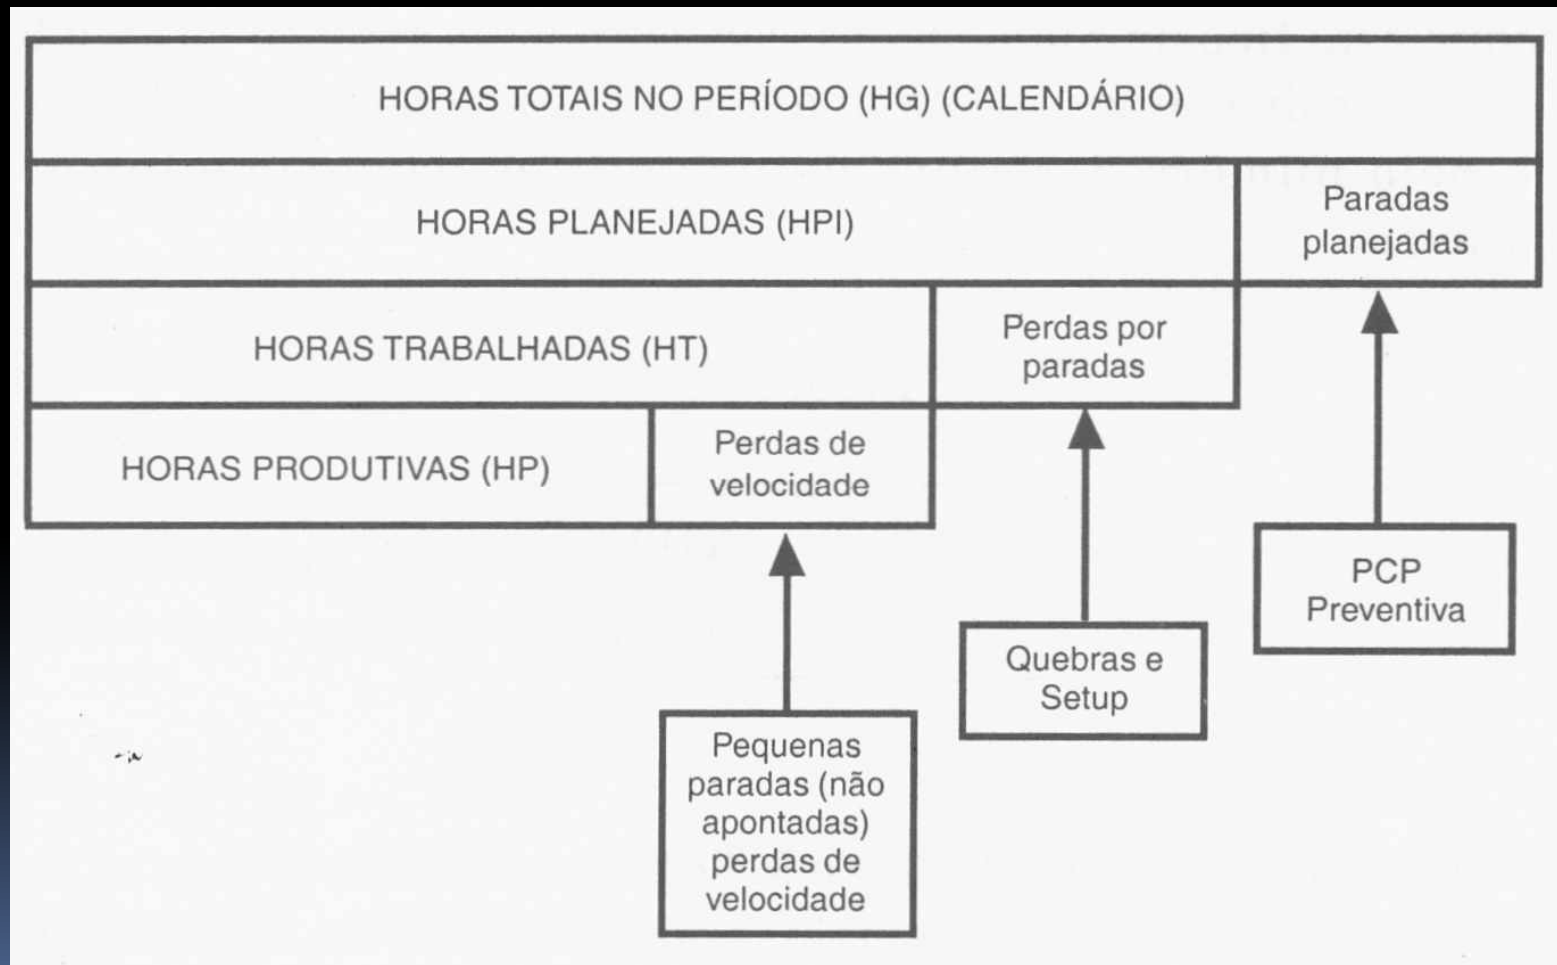 HORAS TOTAIS NO PERÍODO (HG) (CALENDÁRIO)
HORAS PLANEJADAS (HPI)
Paradas
planejadas
HORAS TRABALHADAS (HT)
Perdas por
paradas
HORAS PRODUTIVAS (HP)
Perdas de
velocidade
PCP
Preventiva
Quebras e
Setup
Pequenas
paradas (não
apontadas)
perdas de
velocidade